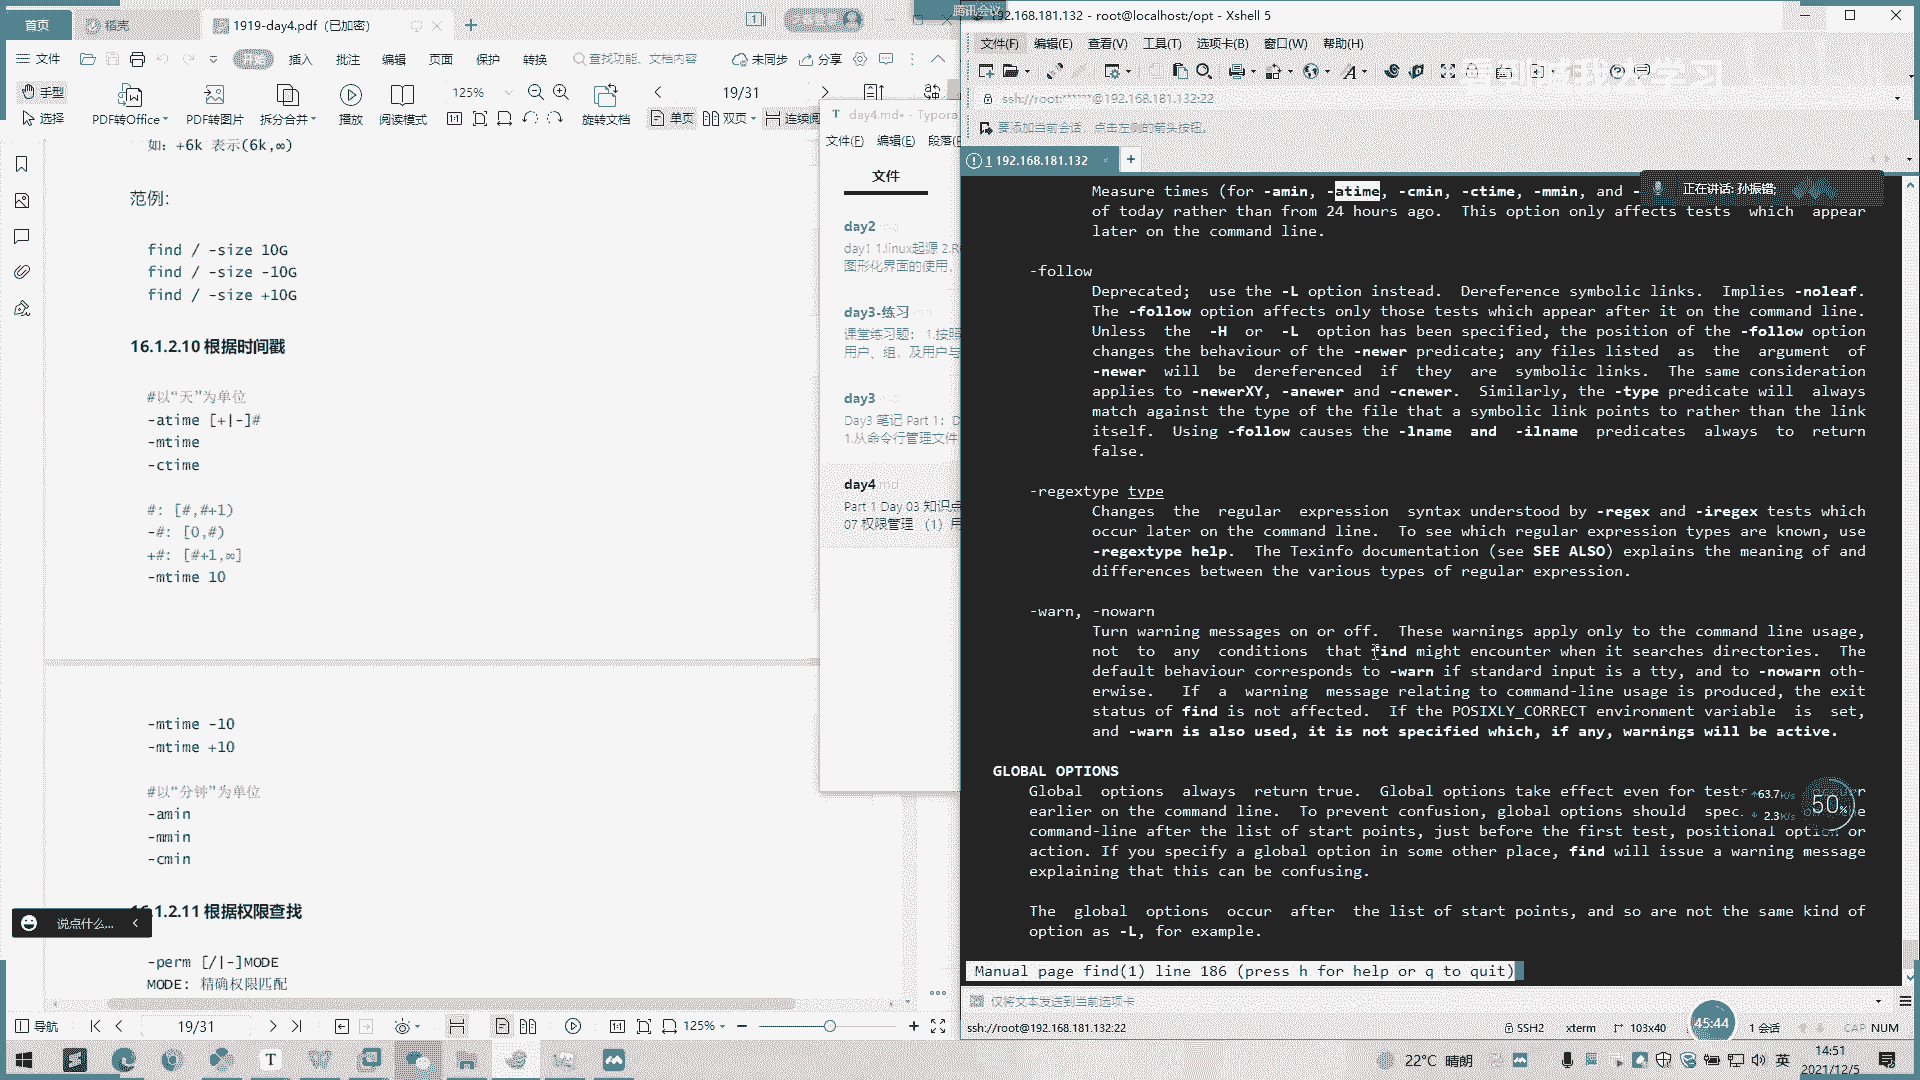 首页
稻壳
1919-day4.pdf (已加密)
文件
开始
插入
批注
编辑
页面
保护
转换
查找功能、文档内容
未同步
分享
手型
选择
PDF转Office
PDF转图片
拆分合并
播放
阅读模式
125%
19/31
旋转文档
单页
双页
连续阅
如: +6k 表示(6k,∞)
范例:
find / -size 10G
find / -size -10G
find / -size +10G
16.1.2.10 根据时间戳
#以“天”为单位
-atime [+|-]#
-mtime
-ctime
#: [#,#+1)
-#: [0,#)
+#: [#+1,∞]
-mtime 10
-mtime -10
-mtime +10
#以“分钟”为单位
-amin
-mmin
-cmin
.1.2.11 根据权限查找
-perm [/|-]MODE
MODE: 精确权限匹配
说点什么...
导航
19/31
125%
day4.md• - Typora
文件(F) 编辑(E) 段落(
文件
day2
day1 1.linux起源 2.R
图形化界面的使用,
day3-练习
课堂练习题: 1.按照
用户、组, 及用户与
day3
Day3 笔记 Part 1: D
1.从命令行管理文件
day4.md
Part 1 Day 03 知识点
07 权限管理 (1) 用
腾讯会议
192.168.181.132 - root@localhost:/opt - Xshell 5
文件(F) 编辑(E) 查看(V) 工具(T) 选项卡(B) 窗口(W) 帮助(H)
ssh://root:******@192.168.181.132:22
要添加当前会话, 点击左侧的箭头按钮。
1 192.168.181.132
正在讲话: 孙振锴;
Measure times (for -amin, -atime, -cmin, -ctime, -mmin, and -
of today rather than from 24 hours ago. This option only affects tests which appear
later on the command line.
-follow
Deprecated; use the -L option instead. Dereference symbolic links. Implies -noleaf.
The -follow option affects only those tests which appear after it on the command line.
Unless the -H or -L option has been specified, the position of the -follow option
changes the behaviour of the -newer predicate; any files listed as the argument of
-newer will be dereferenced if they are symbolic links. The same consideration
applies to -newerXY, -anewer and -cnewer. Similarly, the -type predicate will always
match against the type of the file that a symbolic link points to rather than the link
itself. Using -follow causes the -lname and -ilname predicates always to return
false.
-regextype type
Changes the regular expression syntax understood by -regex and -iregex tests which
occur later on the command line. To see which regular expression types are known, use
-regextype help. The Texinfo documentation (see SEE ALSO) explains the meaning of and
differences between the various types of regular expression.
-warn, -nowarn
Turn warning messages on or off. These warnings apply only to the command line usage,
not to any conditions that find might encounter when it searches directories. The
default behaviour corresponds to -warn if standard input is a tty, and to -nowarn oth-
erwise. If a warning message relating to command-line usage is produced, the exit
status of find is not affected. If the POSIXLY_CORRECT environment variable is set,
and -warn is also used, it is not specified which, if any, warnings will be active.
GLOBAL OPTIONS
Global options always return true. Global options take effect even for tests
earlier on the command line. To prevent confusion, global options should spec
command-line after the list of start points, just before the first test, positional option or
action. If you specify a global option in some other place, find will issue a warning message
explaining that this can be confusing.
The global options occur after the list of start points, and so are not the same kind of
option as -L, for example.
Manual page find(1) line 186 (press h for help or q to quit)
63.7K/s
2.3K/s
50%
仅将文本发送到当前选项卡
ssh://root@192.168.181.132:22
SSH2
xterm
103x40
45:44
1 会话
CAP NUM
22°C 晴朗
英
14:51
2021/12/5